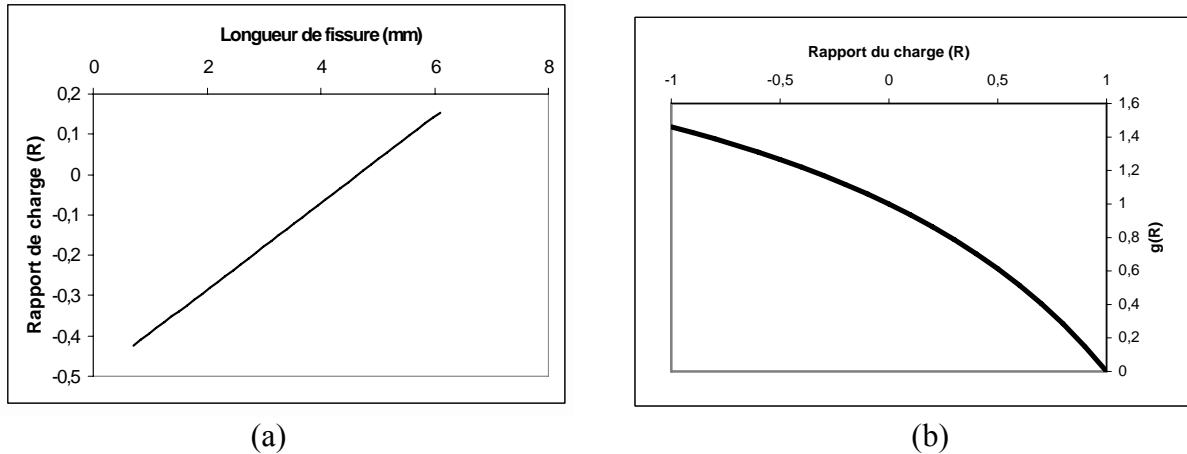 Longueur de fissure (mm)
0 2 4 6 8
Rapport de charge (R)
0,2
0,1
0
-0,1
-0,2
-0,3
-0,4
-0,5
(a)
Rapport du charge (R)
-1 -0,5 0 0,5 1
1,6
1,4
1,2
1
0,8
0,6
0,4
0,2
0
g(R)
(b)